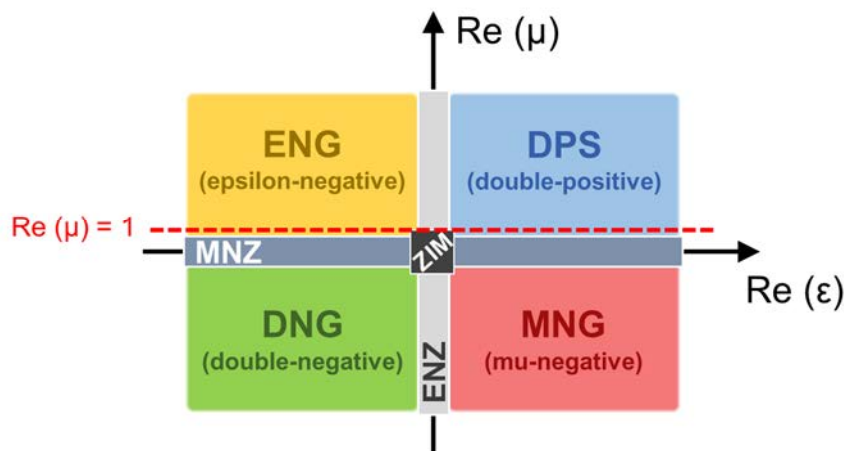 Re (μ)
ENG
(epsilon-negative)
DPS
(double-positive)
Re (μ) = 1
MNZ
ZIM
Re (ε)
DNG
(double-negative)
ENZ
MNG
(mu-negative)